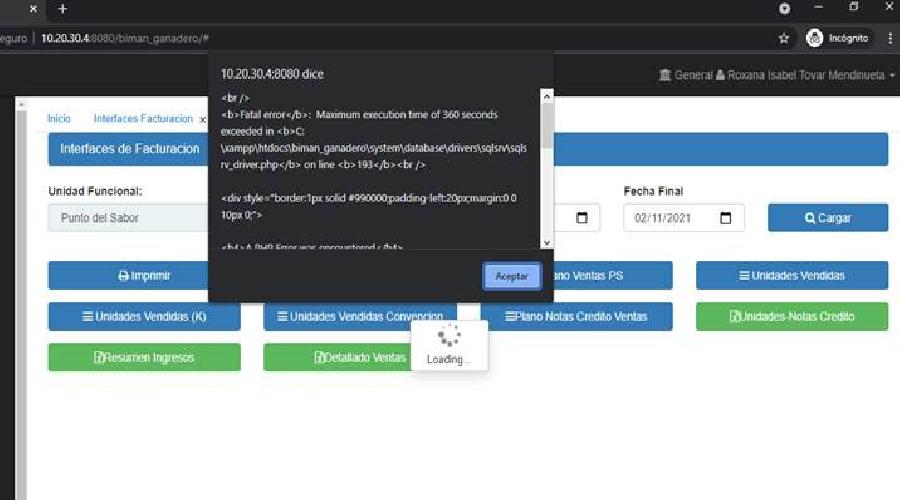 eguro | 10.20.30.4:8080/biman_ganadero/#
Incógnito
General Roxana Isabel Tovar Mendinueta
10.20.30.4:8080 dice
<br />
<b>Fatal error</b>: Maximum execution time of 360 seconds
exceeded in <b>C:
\xampp\htdocs\biman_ganadero\system\database\drivers\sqlsrv\sqls
rv_driver.php</b> on line <b>193</b><br />
<div style="border:1px solid #990000;padding-left:20px;margin:0 0
10px 0;">
<h4>A PHP Error was encountered</h4>
Aceptar
Inicio Interfaces Facturacion x
Interfaces de Facturacion
Unidad Funcional:
Fecha Final
Punto del Sabor
02/11/2021
Cargar
Imprimir
ano Ventas PS
Unidades Vendidas
Unidades Vendidas (K)
Unidades Vendidas Convencion
Plano Notas Credito Ventas
Unidades-Notas Credito
Resumen Ingresos
Detallado Ventas
Loading...